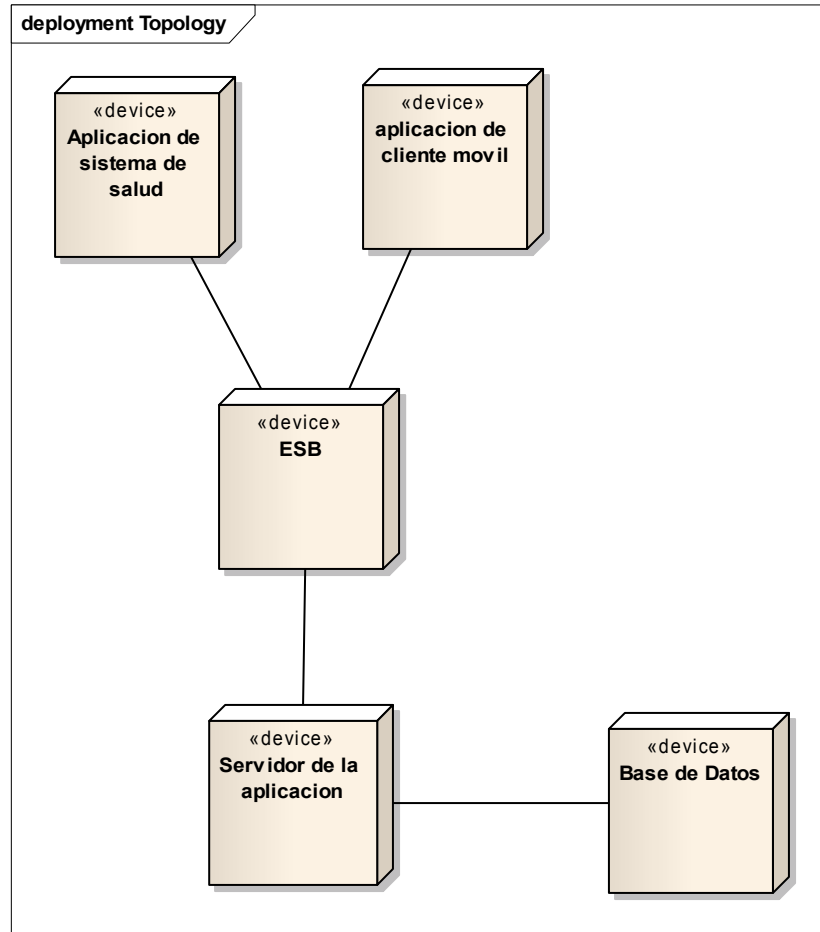 deployment Topology
«device»
Aplicacion de
sistema de
salud
«device»
aplicacion de
cliente movil
«device»
ESB
«device»
Servidor de la
aplicacion
«device»
Base de Datos